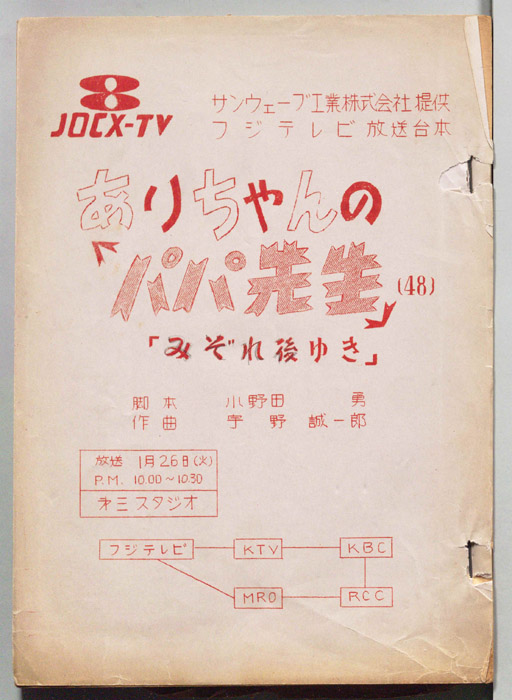 8
JOCX-TV
サンウェーブ工業株式会社 提供
フジテレビ放送台本
ありちゃんの
『パパ先生』(48)
「みぞれ後ゆき」
脚本 小野田 勇
作曲 宇野 誠一郎
放送 1月26日(火)
P.M. 10.00～10.30
第三スタジオ
フジテレビ KTV KBC
MRO RCC